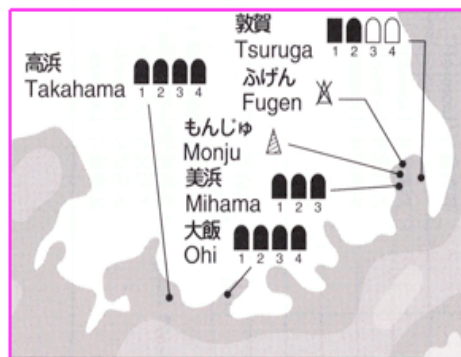 敦賀
Tsuruga
1 2 3 4
高浜
Takahama
1 2 3 4
ふげん
Fugen
もんじゅ
Monju
美浜
Mihama
1 2 3
大飯
Ohi
1 2 3 4